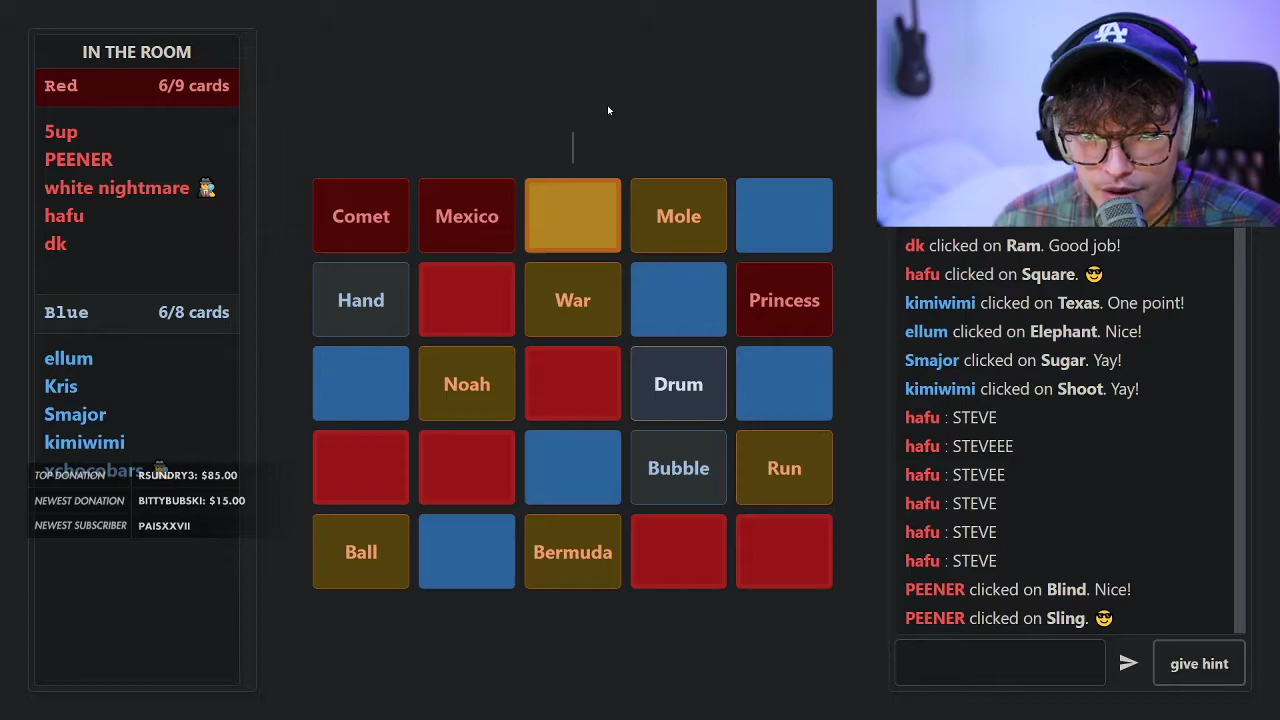 IN THE ROOM
Red 6/9 cards
5up
PEENER
white nightmare
hafu
dk
Blue 6/8 cards
ellum
Kris
Smajor
kimiwimi
xchocobars
TOP DONATION RSUNDRY3: $85.00
NEWEST DONATION BITTYBUBSKI: $15.00
NEWEST SUBSCRIBER PAISXXVII
Comet Mexico Mole
Hand War Princess
Noah Drum
Bubble Run
Ball Bermuda
LA
dk clicked on Ram. Good job!
hafu clicked on Square. 😎
kimiwimi clicked on Texas. One point!
ellum clicked on Elephant. Nice!
Smajor clicked on Sugar. Yay!
kimiwimi clicked on Shoot. Yay!
hafu : STEVE
hafu : STEVEEE
hafu : STEVEE
hafu : STEVE
hafu : STEVE
hafu : STEVE
PEENER clicked on Blind. Nice!
PEENER clicked on Sling. 😎
give hint